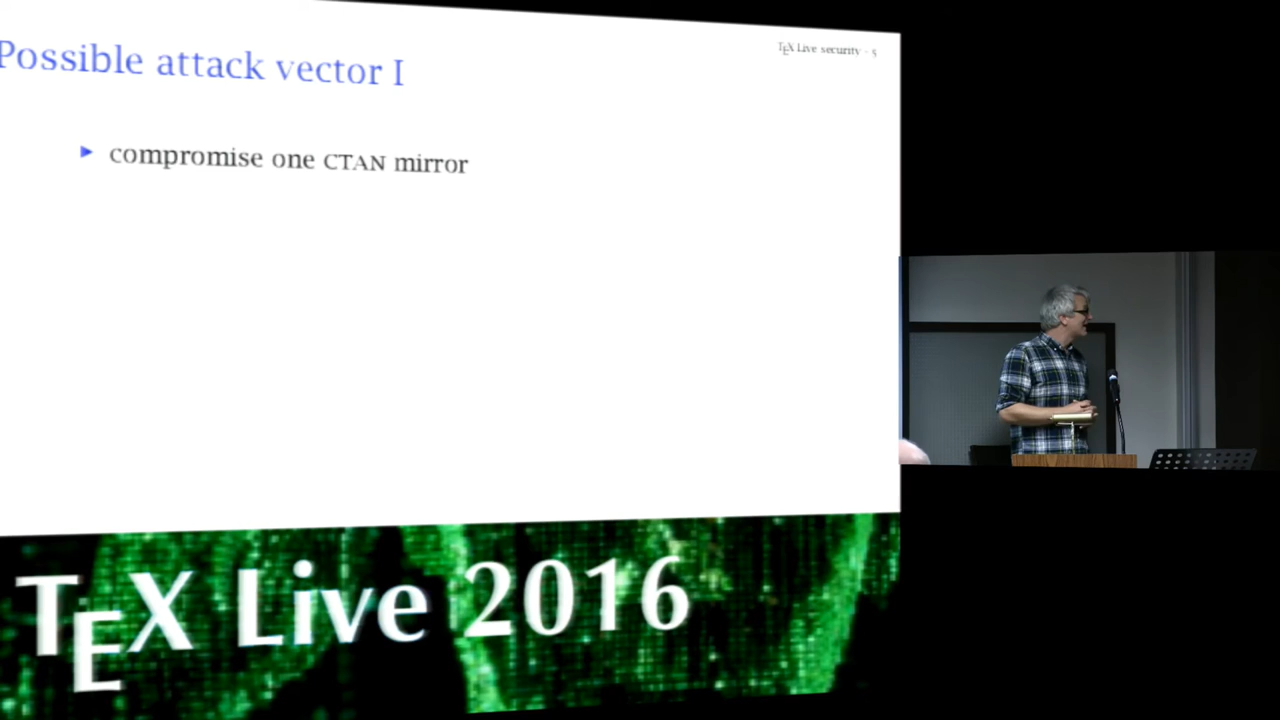 TEX Live security - 5
Possible attack vector I
► compromise one CTAN mirror
TEX Live 2016